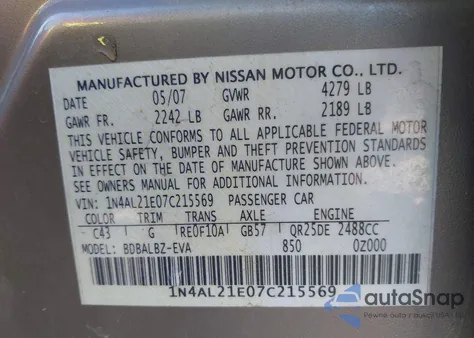 MANUFACTURED BY NISSAN MOTOR CO., LTD.
DATE 05/07 GVWR 4279 LB
GAWR FR. 2242 LB GAWR RR. 2189 LB
THIS VEHICLE CONFORMS TO ALL APPLICABLE FEDERAL MOTOR
VEHICLE SAFETY, BUMPER AND THEFT PREVENTION STANDARDS
IN EFFECT ON THE DATE OF MANUFACTURE SHOWN ABOVE.
SEE OWNERS MANUAL FOR ADDITIONAL INFORMATION.
VIN: 1N4AL21E07C215569 PASSENGER CAR
COLOR TRIM TRANS AXLE ENGINE
C43 G RE0F10A GB57 QR25DE 2488CC
MODEL: BDBALBZ-EVA 850 0Z000
1N4AL21E07C215569
autoSnap